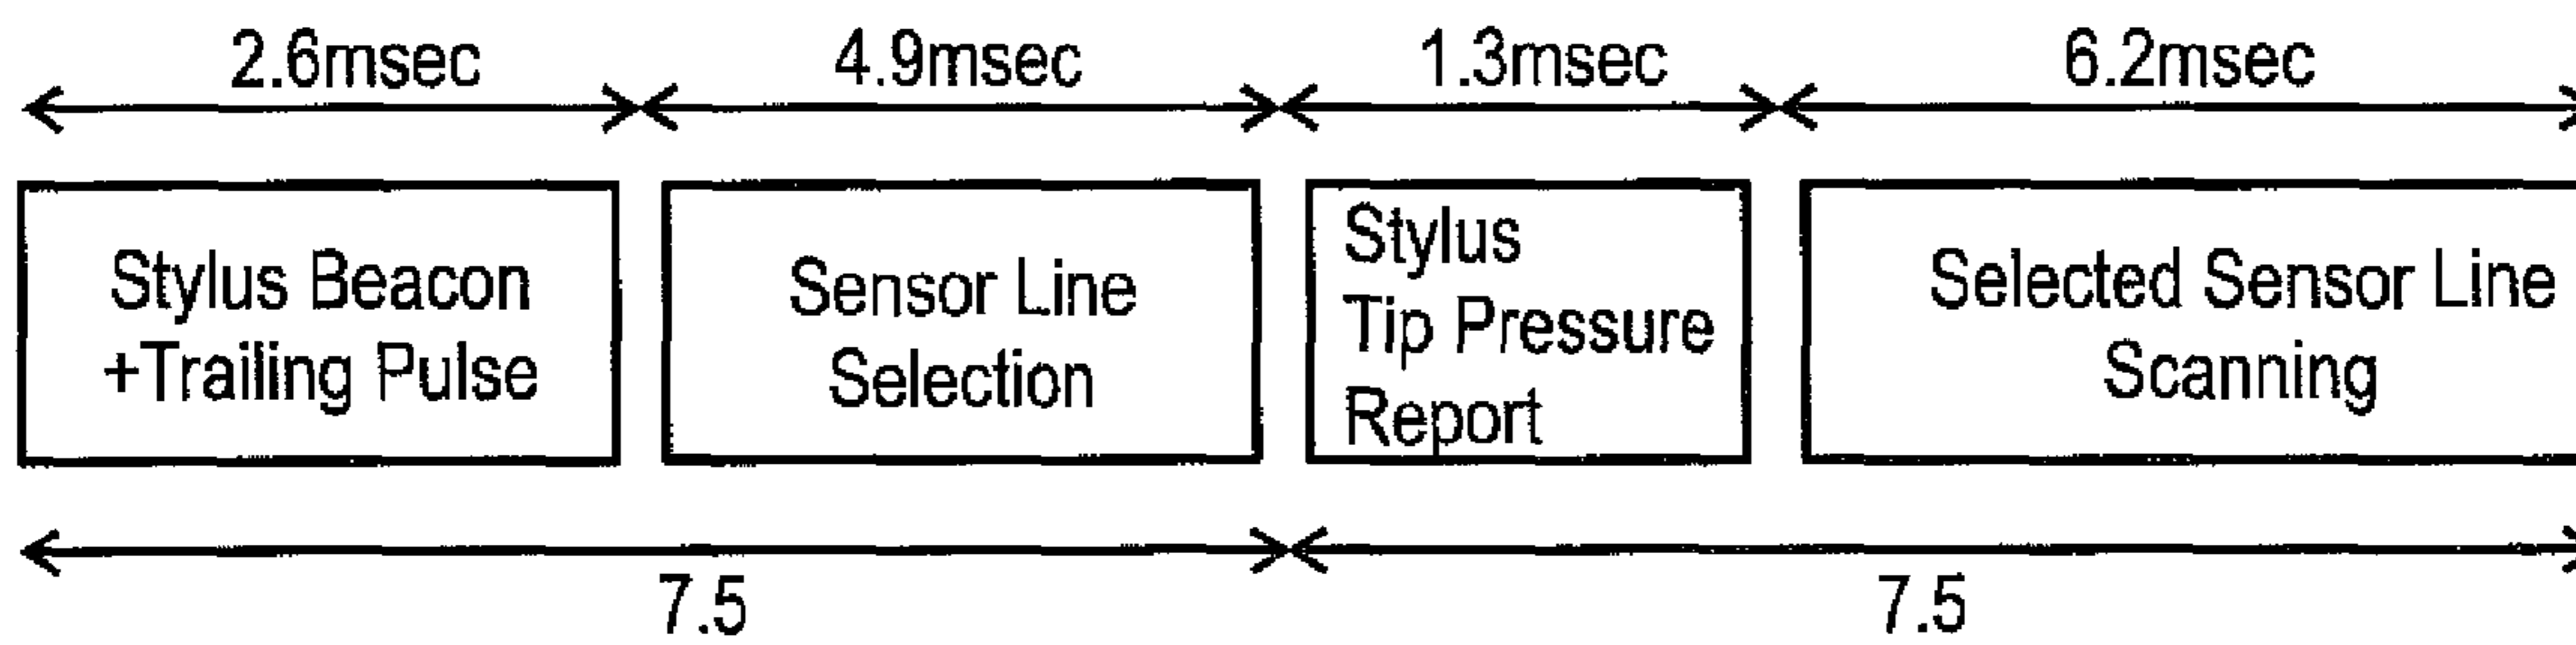 2.6msec 4.9msec 1.3msec 6.2msec
Stylus Beacon
+Trailing Pulse
Sensor Line
Selection
Stylus
Tip Pressure
Report
Selected Sensor Line
Scanning
7.5 7.5